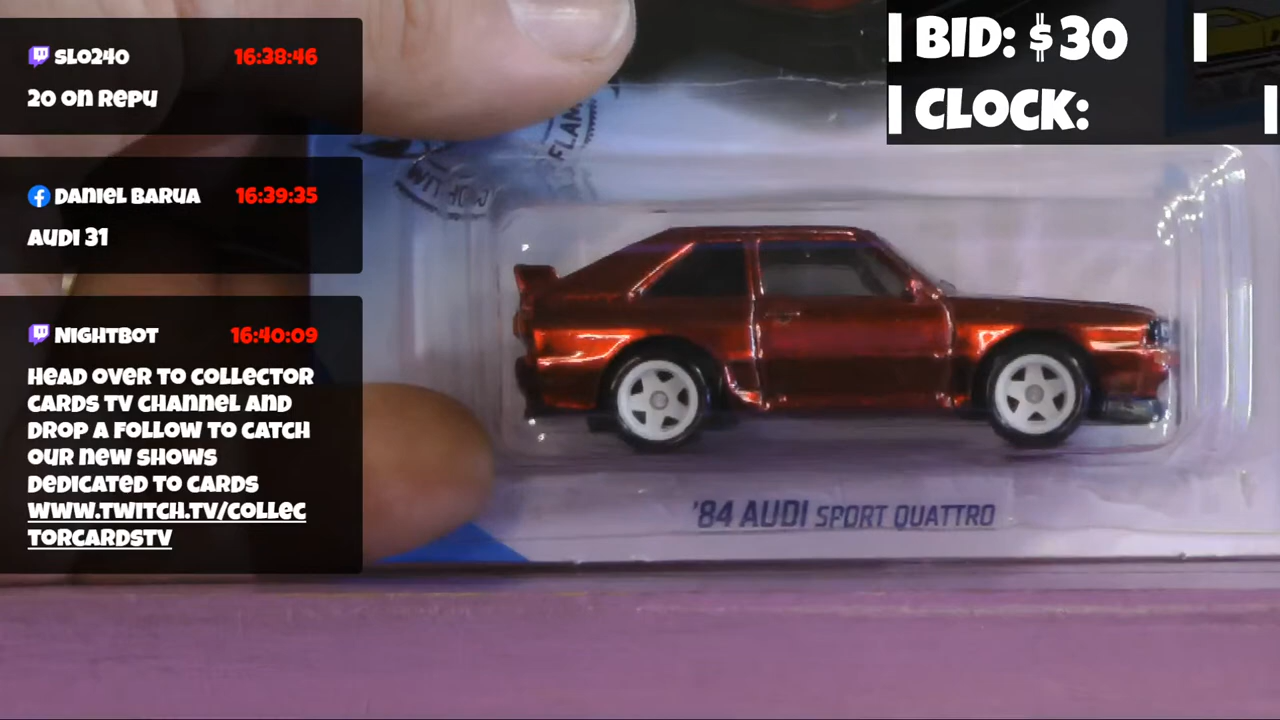 SLO240 16:38:46
20 on Repu
Daniel Barua 16:39:35
Audi 31
Nightbot 16:40:09
Head over to Collector
Cards TV channel and
drop a follow to catch
our new shows
dedicated to cards
www.twitch.tv/collec
torcardstv
| BID: $30 |
| CLOCK: |
'84 AUDI SPORT QUATTRO